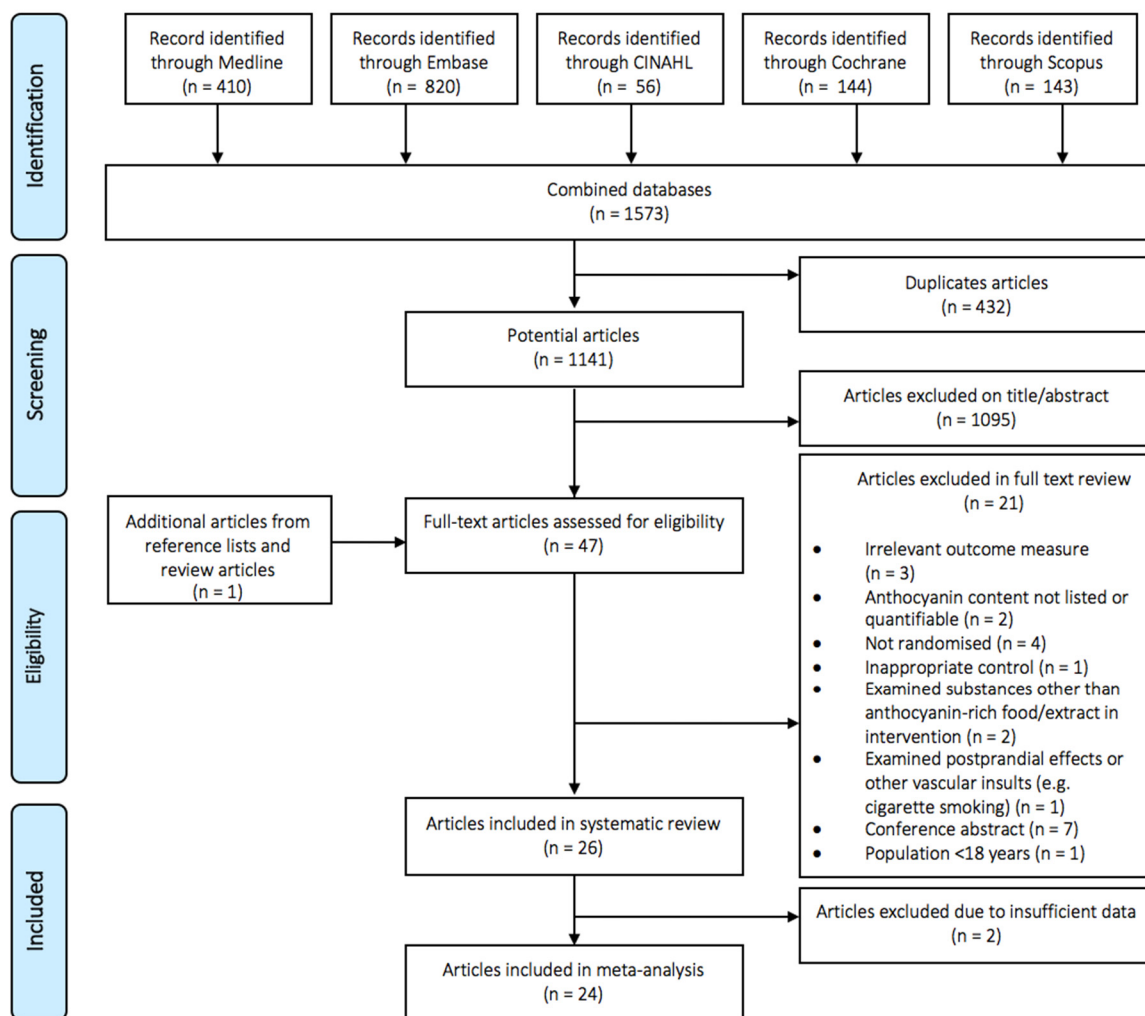 Identification
Record identified
through Medline
(n = 410)
Records identified
through Embase
(n = 820)
Records identified
through CINAHL
(n = 56)
Records identified
through Cochrane
(n = 144)
Records identified
through Scopus
(n = 143)
Combined databases
(n = 1573)
Screening
Duplicates articles
(n = 432)
Potential articles
(n = 1141)
Articles excluded on title/abstract
(n = 1095)
Eligibility
Additional articles from
reference lists and
review articles
(n = 1)
Full-text articles assessed for eligibility
(n = 47)
Articles excluded in full text review
(n = 21)
• Irrelevant outcome measure
(n = 3)
• Anthocyanin content not listed or
quantifiable (n = 2)
• Not randomised (n = 4)
• Inappropriate control (n = 1)
• Examined substances other than
anthocyanin-rich food/extract in
intervention (n = 2)
• Examined postprandial effects or
other vascular insults (e.g.
cigarette smoking) (n = 1)
• Conference abstract (n = 7)
• Population <18 years (n = 1)
Included
Articles included in systematic review
(n = 26)
Articles excluded due to insufficient data
(n = 2)
Articles included in meta-analysis
(n = 24)